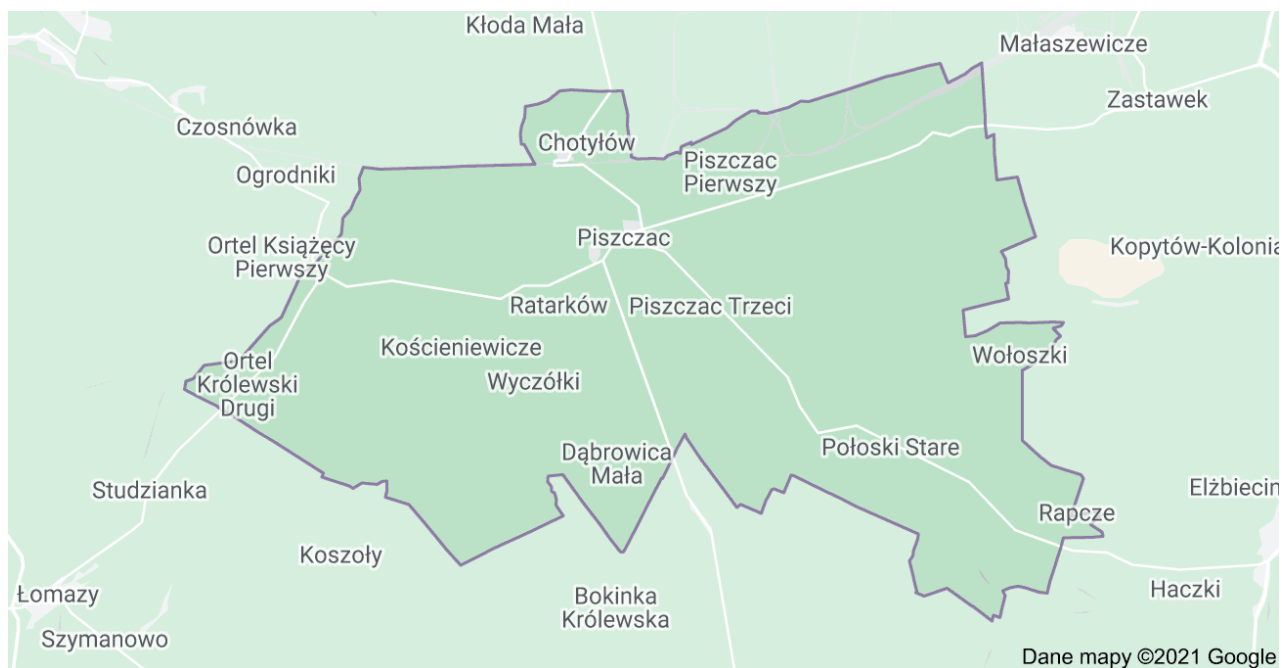 Kłoda Mała
Małaszewicze
Zastawek
Czosnówka
Chotyłów
Piszczac
Pierwszy
Ogrodniki
Piszczac
Ortel Książęcy
Pierwszy
Kopytów-Kolonia
Ratarków
Piszczac Trzeci
Kościeniewicze
Wołoszki
Ortel
Królewski
Drugi
Wyczółki
Połoski Stare
Dąbrowica
Mała
Studzianka
Elżbiecin
Rapcze
Koszoły
Łomazy
Bokinka
Królewska
Haczki
Szymanowo
Dane mapy ©2021 Google